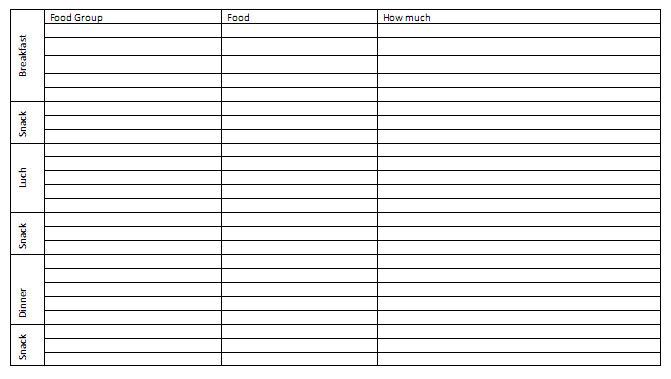 Food Group Food How much
Breakfast
Snack
Luch
Snack
Dinner
Snack